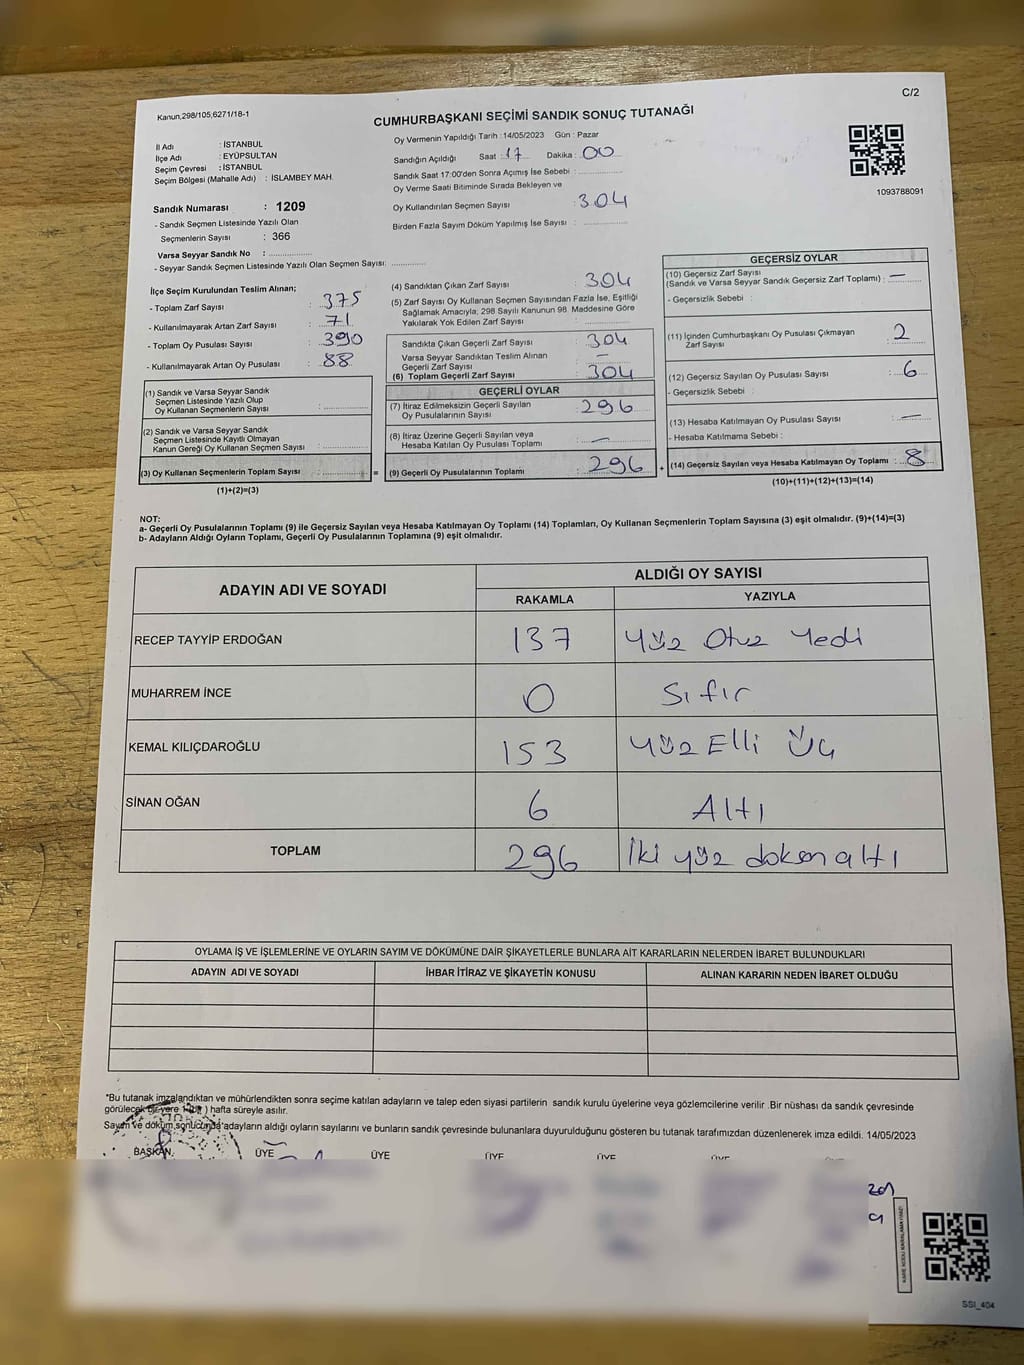 C/2
Kanun,298/105,6271/18-1
CUMHURBAŞKANI SEÇİMİ SANDIK SONUÇ TUTANAĞI
İl Adı : İSTANBUL
İlçe Adı : EYÜPSULTAN
Seçim Çevresi : İSTANBUL
Seçim Bölgesi (Mahalle Adı) : İSLAMBEY MAH.
Oy Vermenin Yapıldığı Tarih :14/05/2023 Gün : Pazar
Sandığın Açıldığı Saat : 17 Dakika : 00
Sandık Saat 17:00'den Sonra Açımış İse Sebebi :
Oy Verme Saati Bitiminde Sırada Bekleyen ve
Oy Kullandırılan Seçmen Sayısı : 304
Birden Fazla Sayım Döküm Yapılmış İse Sayısı :
1093788091
Sandık Numarası : 1209
- Sandık Seçmen Listesinde Yazılı Olan
Seçmenlerin Sayısı : 366
Varsa Seyyar Sandık No :
- Seyyar Sandık Seçmen Listesinde Yazılı Olan Seçmen Sayısı:
İlçe Seçim Kurulundan Teslim Alınan;
- Toplam Zarf Sayısı : 375
- Kullanılmayarak Artan Zarf Sayısı : 71
- Toplam Oy Pusulası Sayısı : 390
- Kullanılmayarak Artan Oy Pusulası : 88
(1) Sandık ve Varsa Seyyar Sandık
Seçmen Listesinde Yazılı Olup
Oy Kullanan Seçmenlerin Sayısı :
(2) Sandık ve Varsa Seyyar Sandık
Seçmen Listesinde Kayıtlı Olmayan
Kanun Gereği Oy Kullanan Seçmen Sayısı :
(3) Oy Kullanan Seçmenlerin Toplam Sayısı : =
(1)+(2)=(3)
(4) Sandıktan Çıkan Zarf Sayısı : 304
(5) Zarf Sayısı Oy Kullanan Seçmen Sayısından Fazla İse, Eşitliği
Sağlamak Amacıyla; 298 Sayılı Kanunun 98. Maddesine Göre
Yakılarak Yok Edilen Zarf Sayısı :
Sandıkta Çıkan Geçerli Zarf Sayısı : 304
Varsa Seyyar Sandıktan Teslim Alınan
Geçerli Zarf Sayısı : —
(6) Toplam Geçerli Zarf Sayısı : 304
GEÇERLİ OYLAR
(7) İtiraz Edilmeksizin Geçerli Sayılan
Oy Pusulalarının Sayısı : 296
(8) İtiraz Üzerine Geçerli Sayılan veya
Hesaba Katılan Oy Pusulası Toplamı : —
(9) Geçerli Oy Pusulalarının Toplamı : 296 +
GEÇERSİZ OYLAR
(10) Geçersiz Zarf Sayısı
(Sandık ve Varsa Seyyar Sandık Geçersiz Zarf Toplamı) : —
- Geçersizlik Sebebi :
(11) İçinden Cumhurbaşkanı Oy Pusulası Çıkmayan
Zarf Sayısı : 2
(12) Geçersiz Sayılan Oy Pusulası Sayısı : 6
- Geçersizlik Sebebi :
(13) Hesaba Katılmayan Oy Pusulası Sayısı : —
- Hesaba Katılmama Sebebi :
(14) Geçersiz Sayılan veya Hesaba Katılmayan Oy Toplamı : 8
(10)+(11)+(12)+(13)=(14)
NOT:
a- Geçerli Oy Pusulalarının Toplamı (9) ile Geçersiz Sayılan veya Hesaba Katılmayan Oy Toplamı (14) Toplamları, Oy Kullanan Seçmenlerin Toplam Sayısına (3) eşit olmalıdır. (9)+(14)=(3)
b- Adayların Aldığı Oyların Toplamı, Geçerli Oy Pusulalarının Toplamına (9) eşit olmalıdır.
ADAYIN ADI VE SOYADI ALDIĞI OY SAYISI
RAKAMLA YAZIYLA
RECEP TAYYİP ERDOĞAN 137 Yüz Otuz Yedi
MUHARREM İNCE 0 Sıfır
KEMAL KILIÇDAROĞLU 153 Yüz Elli Üç
SİNAN OĞAN 6 Altı
TOPLAM 296 İki yüz doksan altı
OYLAMA İŞ VE İŞLEMLERİNE VE OYLARIN SAYIM VE DÖKÜMÜNE DAİR ŞİKAYETLERLE BUNLARA AİT KARARLARIN NELERDEN İBARET BULUNDUKLARI
ADAYIN ADI VE SOYADI İHBAR İTİRAZ VE ŞİKAYETİN KONUSU ALINAN KARARIN NEDEN İBARET OLDUĞU
*Bu tutanak imzalandıktan ve mühürlendikten sonra seçime katılan adayların ve talep eden siyasi partilerin sandık kurulu üyelerine veya gözlemcilerine verilir .Bir nüshası da sandık çevresinde
görülecek bir yere 1 ) hafta süreyle asılır.
Sayım ve döküm sonucunda adayların aldığı oyların sayılarını ve bunların sandık çevresinde bulunanlara duyurulduğunu gösteren bu tutanak tarafımızdan düzenlenerek imza edildi. 14/05/2023
BAŞKAN ÜYE ÜYE ÜYE ÜYE ÜYE
SSI_404